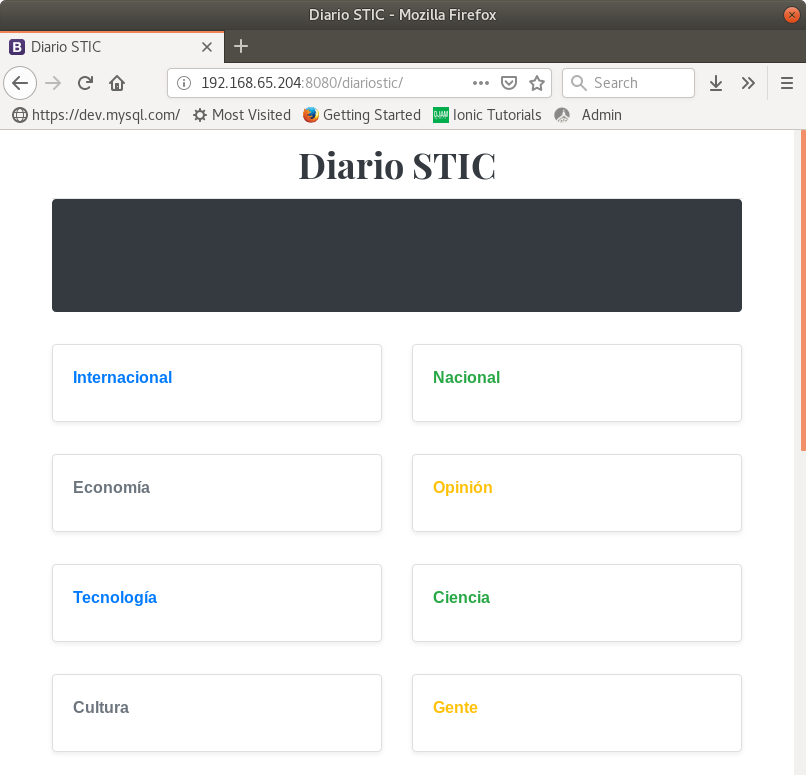 Diario STIC - Mozilla Firefox
B Diario STIC
192.168.65.204:8080/diariostic/ Search
https://dev.mysql.com/ Most Visited Getting Started Ionic Tutorials Admin
Diario STIC
Internacional Nacional
Economía Opinión
Tecnología Ciencia
Cultura Gente